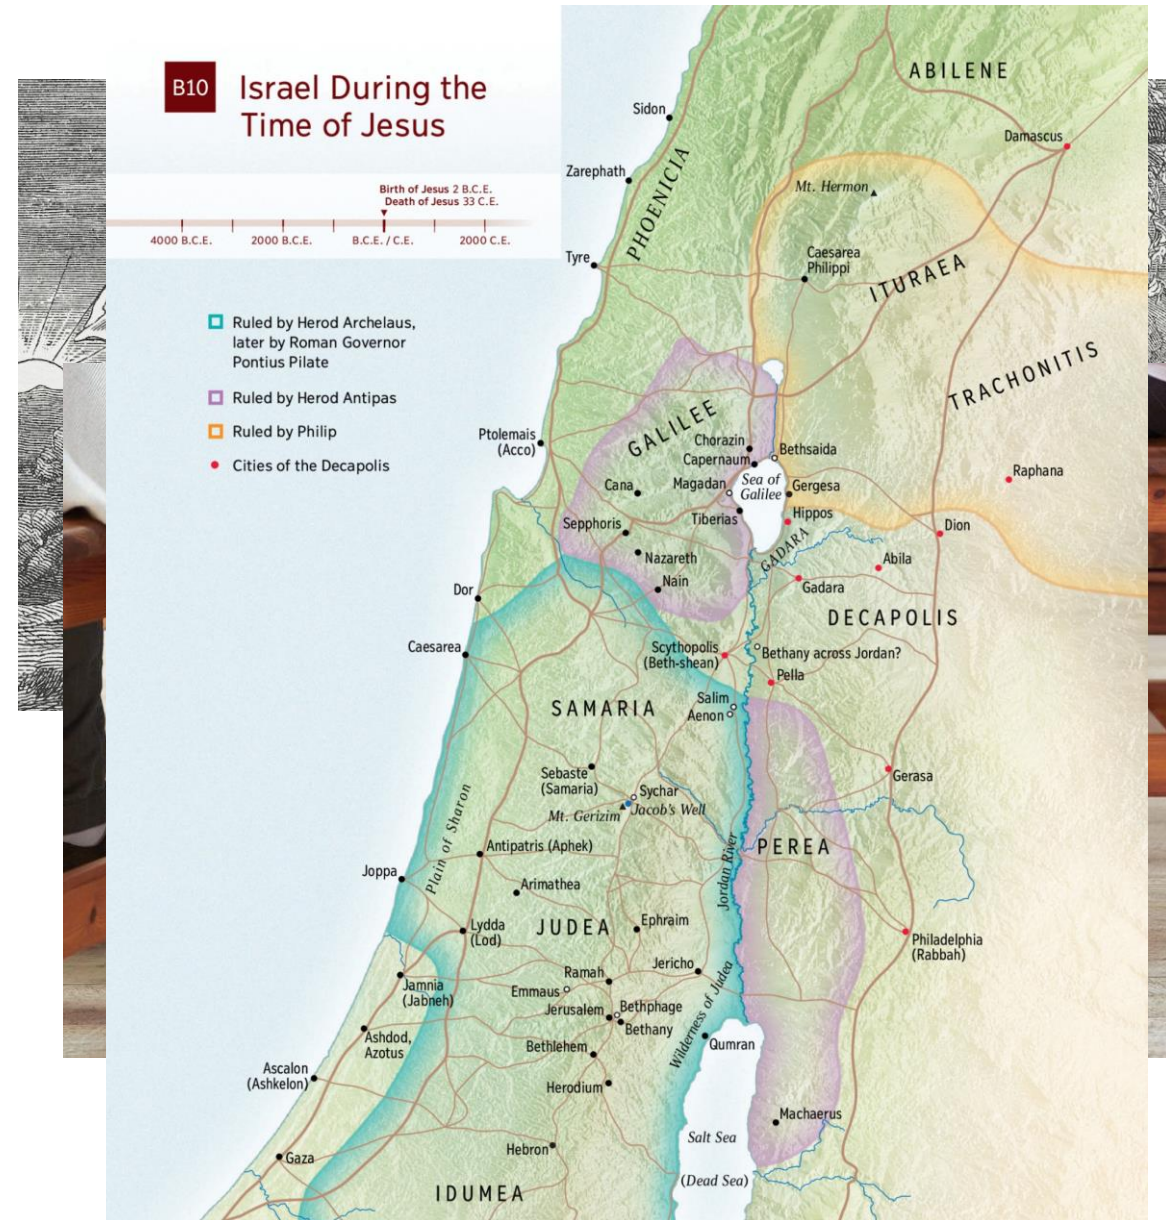 B10
Israel During the
Time of Jesus
Birth of Jesus 2 B.C.E.
Death of Jesus 33 C.E.
4000 B.C.E.
2000 B.C.E.
B.C.E. / C.E.
2000 C.E.
Ruled by Herod Archelaus,
later by Roman Governor
Pontius Pilate
Ruled by Herod Antipas
Ruled by Philip
Cities of the Decapolis
ABILENE
Sidon
Damascus
Zarephath
PHOENICIA
Mt. Hermon
Tyre
Caesarea
Philippi
ITURAEA
TRACHONITIS
Ptolemais
(Acco)
GALILEE
Chorazin
Bethsaida
Capernaum
Raphana
Cana
Magadan
Sea of
Galilee
Gergesa
Sepphoris
Tiberias
Hippos
Dion
GADARA
Nazareth
Abila
Nain
Gadara
Dor
DECAPOLIS
Caesarea
Scythopolis
(Beth-shean)
Bethany across Jordan?
Pella
SAMARIA
Salim
Aenon
Sebaste
(Samaria)
Gerasa
Sychar
Mt. Gerizim
Jacob's Well
Plain of Sharon
Antipatris (Aphek)
PEREA
Jordan River
Joppa
Arimathea
Lydda
(Lod)
JUDEA
Ephraim
Philadelphia
(Rabbah)
Jamnia
(Jabneh)
Ramah
Jericho
Emmaus
Wilderness of Judea
Jerusalem
Bethphage
Bethany
Ashdod,
Azotus
Bethlehem
Qumran
Ascalon
(Ashkelon)
Herodium
Machaerus
Hebron
Salt Sea
Gaza
(Dead Sea)
IDUMEA